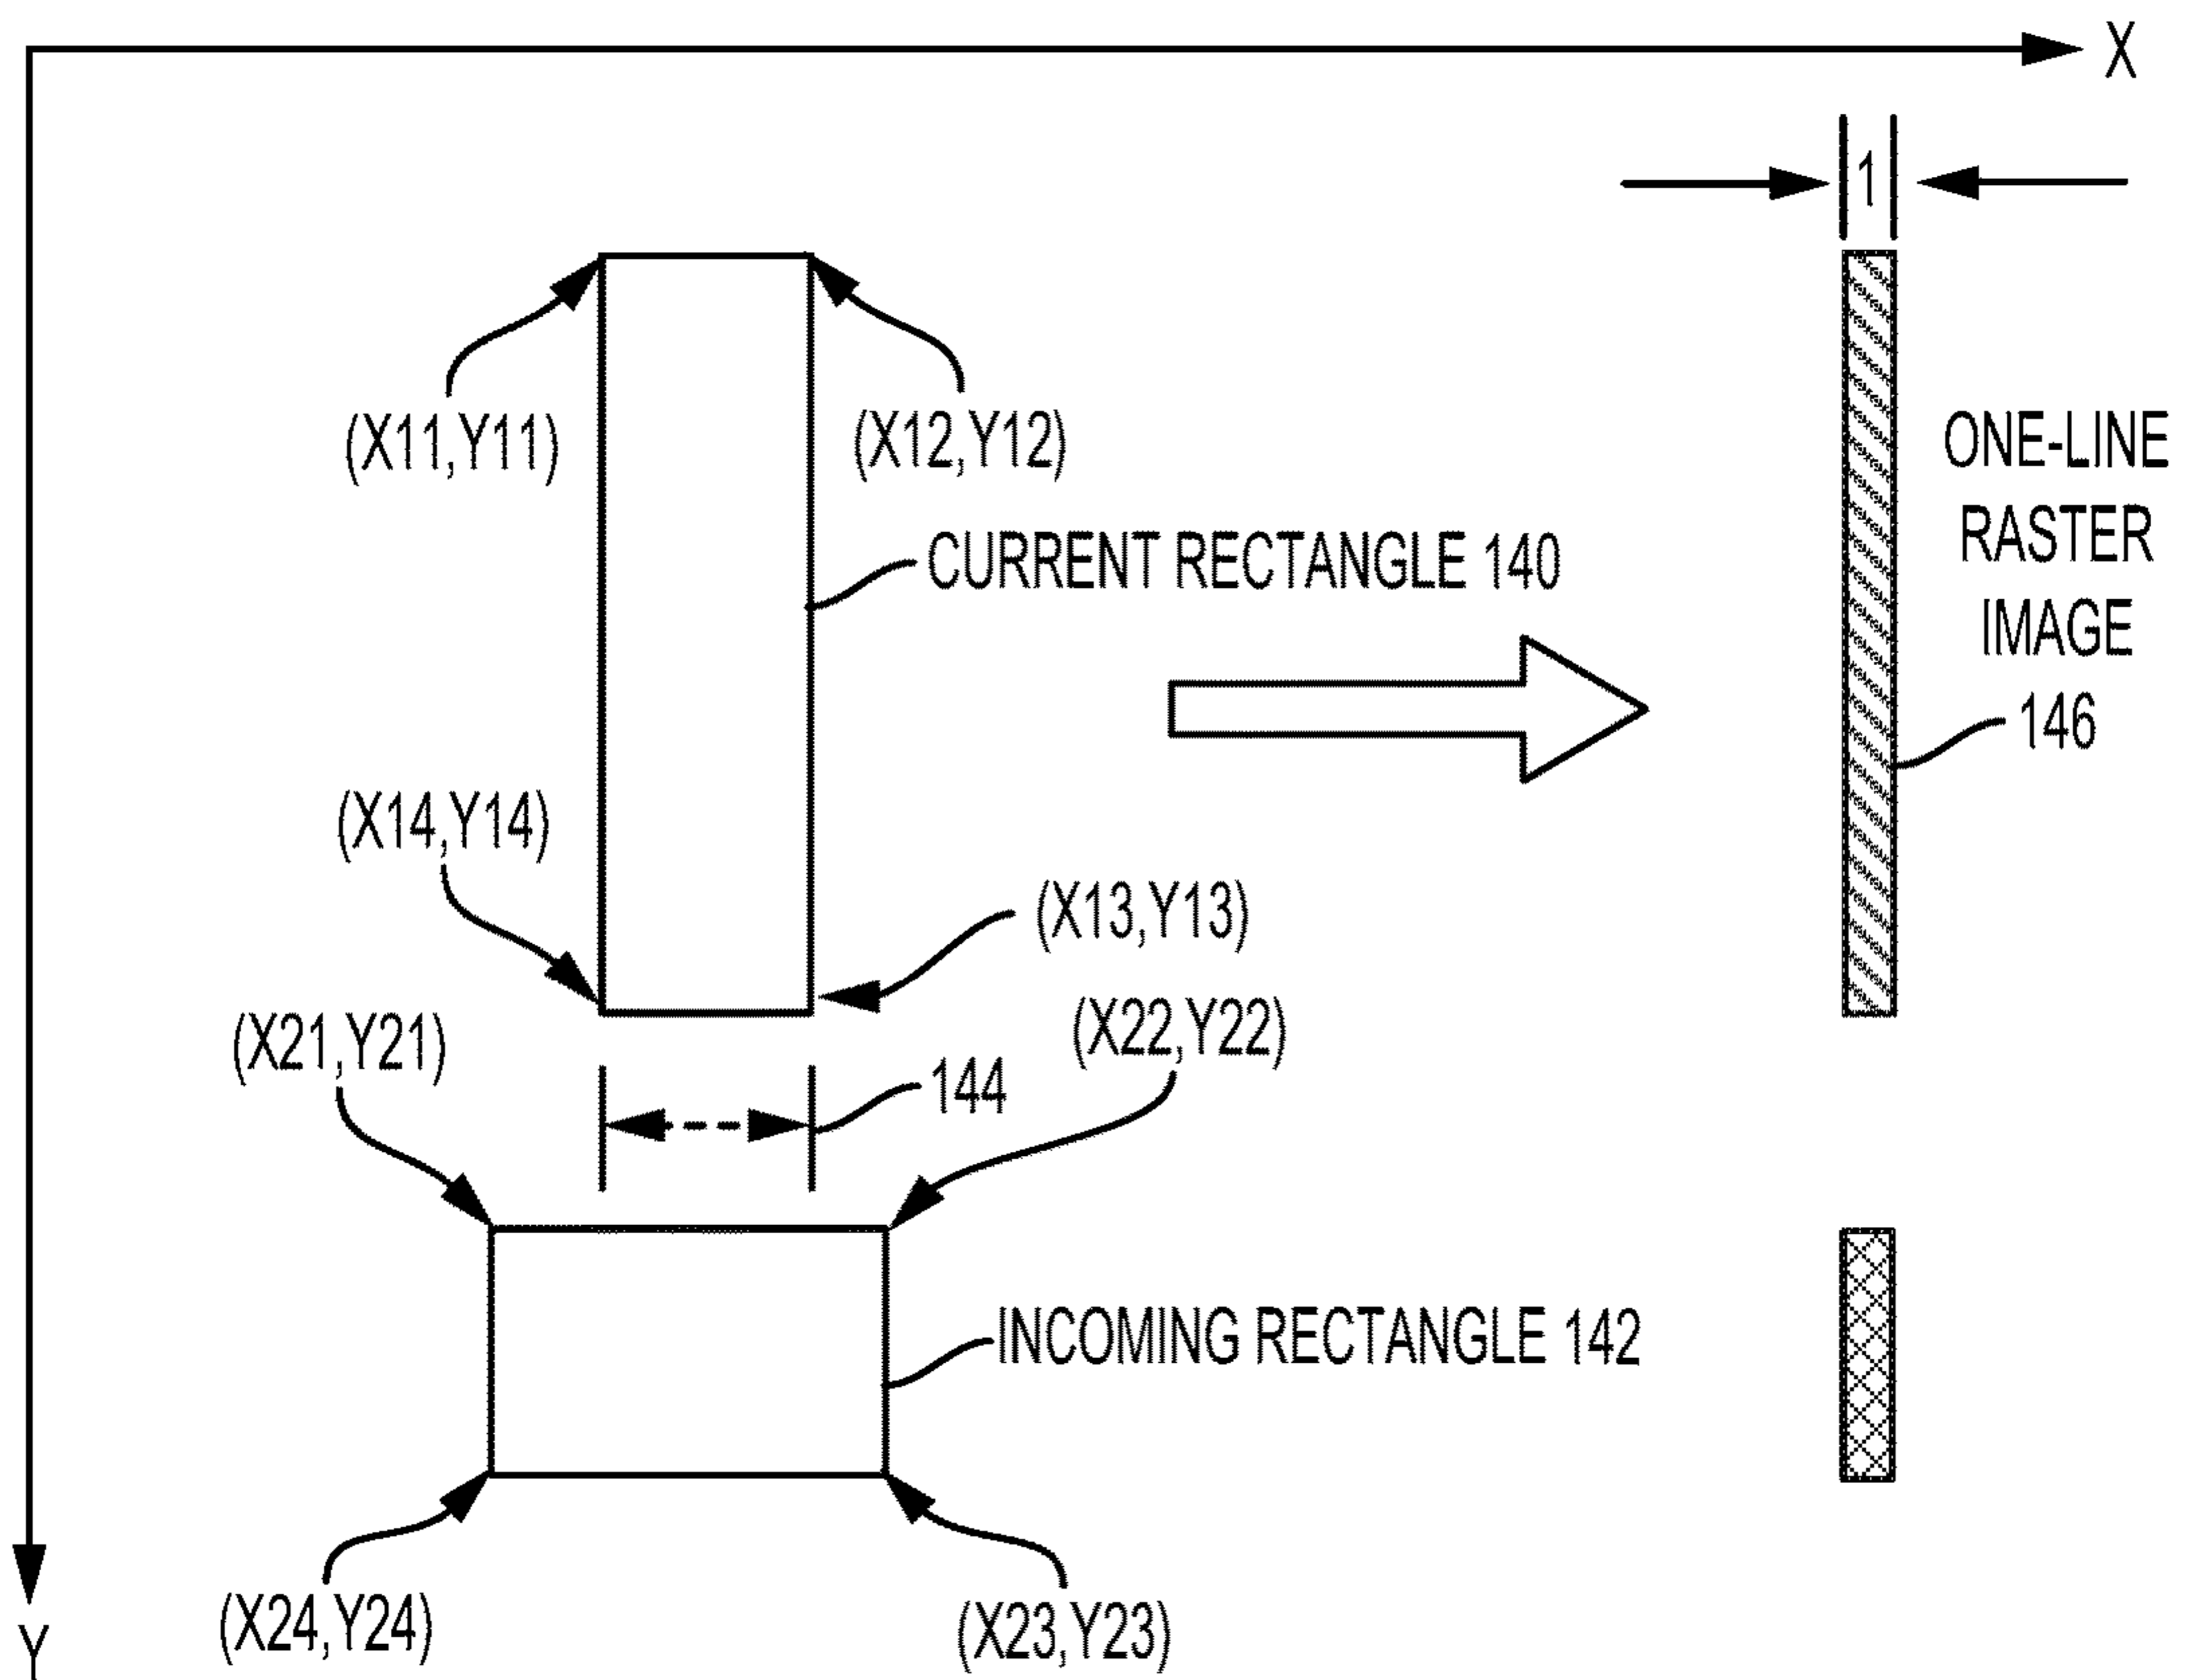 X
1
(X11,Y11)
(X12,Y12)
ONE-LINE
RASTER
IMAGE
146
CURRENT RECTANGLE 140
(X14,Y14)
(X13,Y13)
(X21,Y21)
(X22,Y22)
144
INCOMING RECTANGLE 142
(X24,Y24)
(X23,Y23)
Y